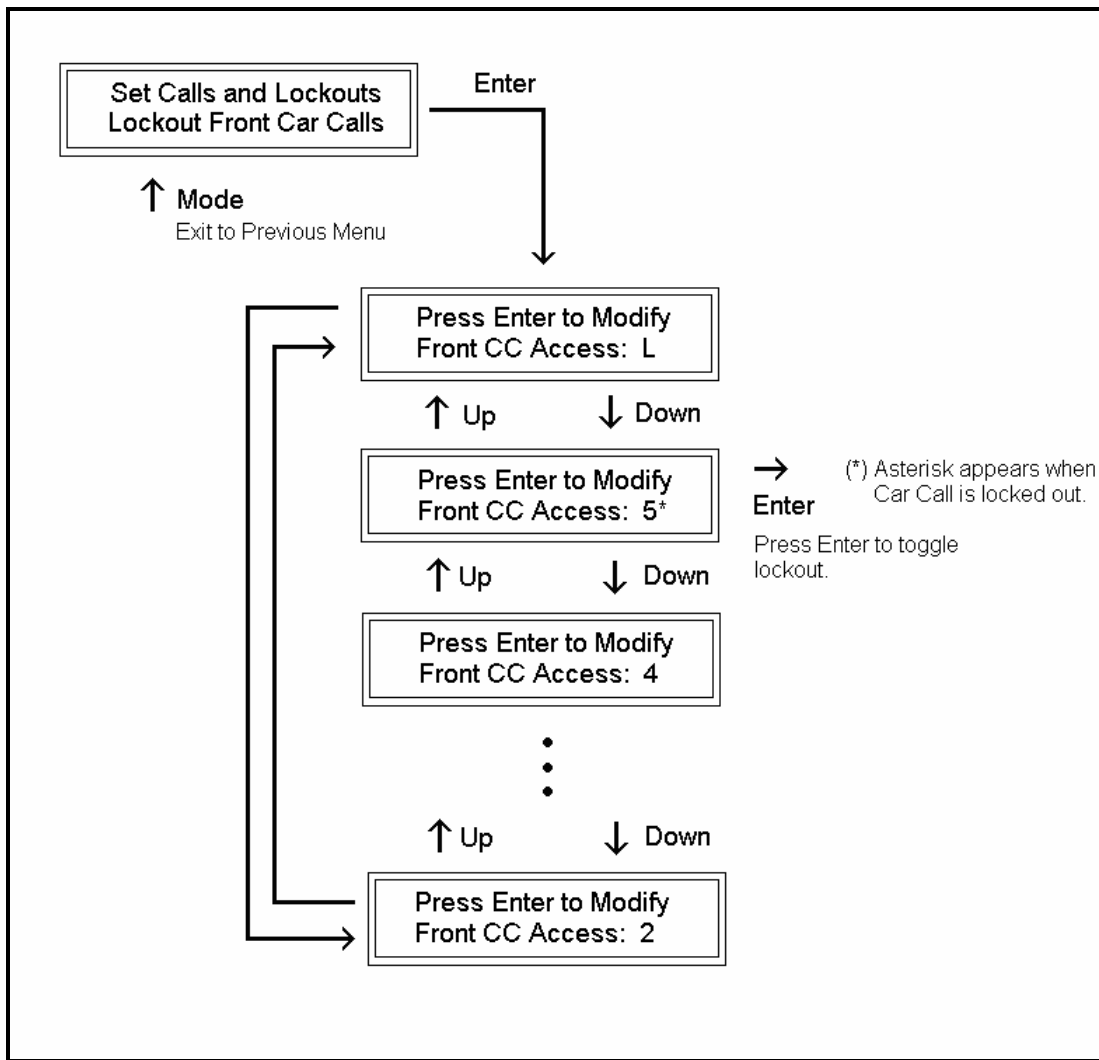 Set Calls and Lockouts
Lockout Front Car Calls
Enter
↑ Mode
Exit to Previous Menu
Press Enter to Modify
Front CC Access: L
↑ Up ↓ Down
Press Enter to Modify
Front CC Access: 5*
→ Enter
(*) Asterisk appears when
Car Call is locked out.
Press Enter to toggle
lockout.
↑ Up ↓ Down
Press Enter to Modify
Front CC Access: 4
↑ Up ↓ Down
Press Enter to Modify
Front CC Access: 2